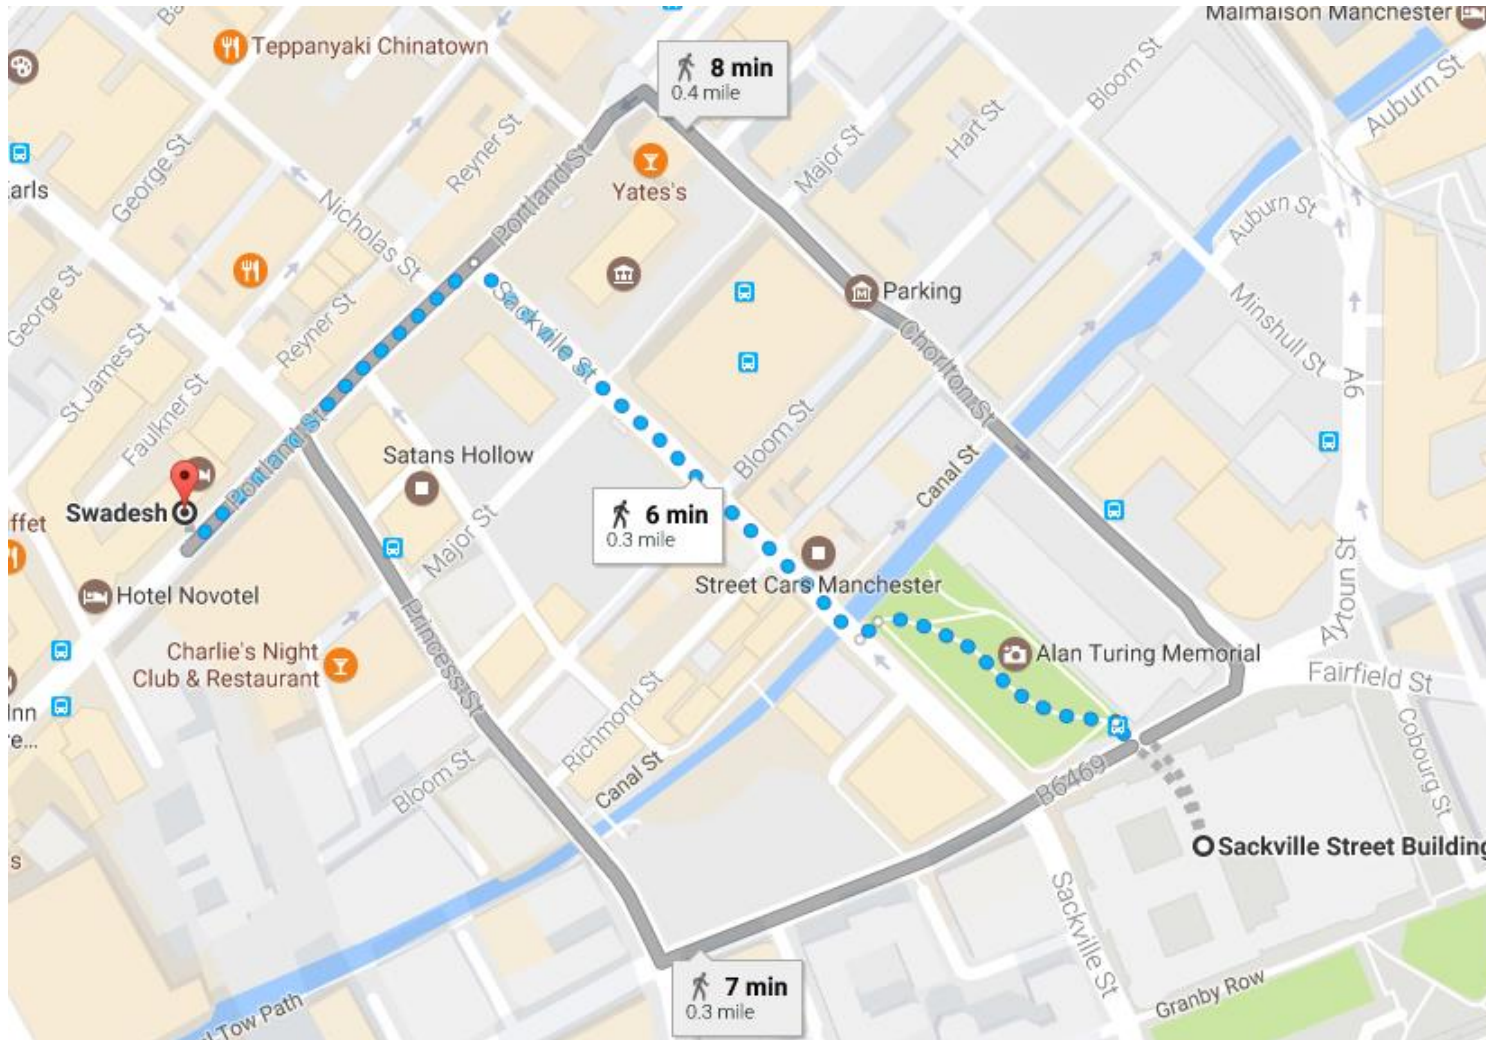 Malmaison Manchester
Teppanyaki Chinatown
8 min
0.4 mile
Bloom St
Auburn St
Reyner St
Major St
Hart St
George St
Portland St
Yates's
arls
Nicholas St
Auburn St
George St
Reyner St
Sackville St
Parking
Minshull St
St James St
Chorlton St
A6
Faulkner St
Portland St
Satans Hollow
Bloom St
Canal St
Swadesh
6 min
0.3 mile
ffet
Major St
Street Cars Manchester
Aytoun St
Hotel Novotel
Princess St
Charlie's Night
Club & Restaurant
Alan Turing Memorial
Fairfield St
Richmond St
Inn
re...
Cobourg St
Bloom St
Canal St
B6469
Sackville Street Building
s
Sackville St
7 min
0.3 mile
Granby Row
Tow Path